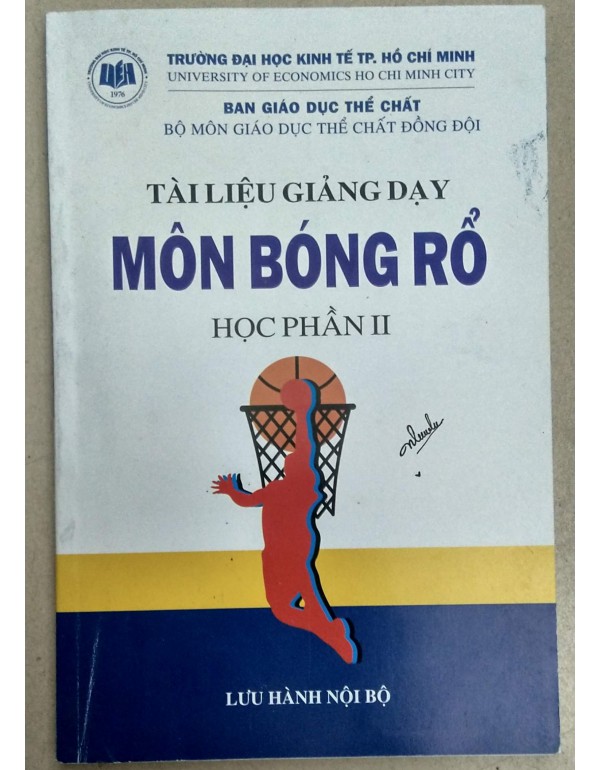 TRƯỜNG ĐẠI HỌC KINH TẾ TP. HỒ CHÍ MINH
UNIVERSITY OF ECONOMICS HO CHI MINH CITY
UEH
1976
BAN GIÁO DỤC THỂ CHẤT
BỘ MÔN GIÁO DỤC THỂ CHẤT ĐỒNG ĐỘI
TÀI LIỆU GIẢNG DẠY
MÔN BÓNG RỔ
HỌC PHẦN II
LƯU HÀNH NỘI BỘ